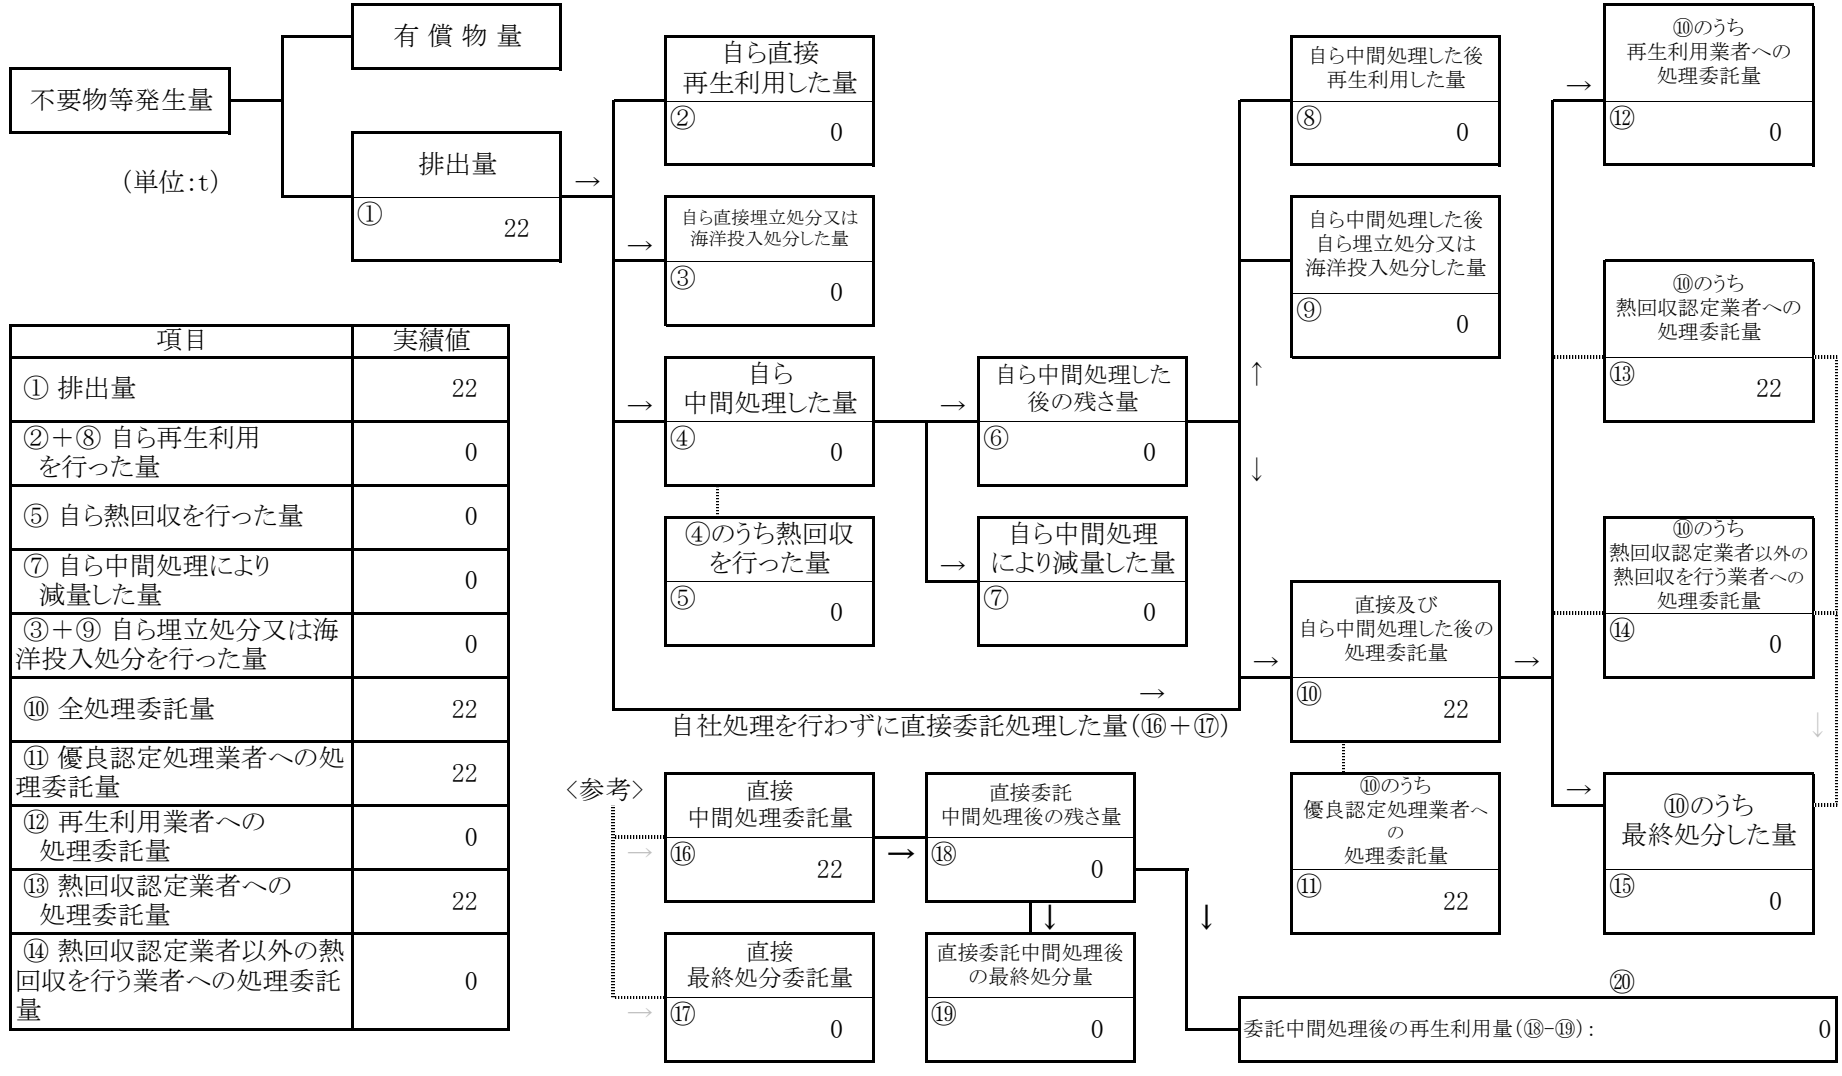 不要物等発生量
(単位:t)
有償物量
排出量
①
22
→
自ら直接
再生利用した量
②
0
→
自ら直接埋立処分又は
海洋投入処分した量
③
0
→
自ら
中間処理した量
④
0
④のうち熱回収
を行った量
⑤
0
→
自ら中間処理した
後の残さ量
⑥
0
→
自ら中間処理
により減量した量
⑦
0
自ら中間処理した後
再生利用した量
⑧
0
自ら中間処理した後
自ら埋立処分又は
海洋投入処分した量
⑨
0
↑
↓
→
自社処理を行わずに直接委託処理した量(⑯+⑰)
→
直接及び
自ら中間処理した後の
処理委託量
⑩
22
⑩のうち
優良認定処理業者へ
の
処理委託量
⑪
22
→
→
⑩のうち
再生利用業者への
処理委託量
⑫
0
⑩のうち
熱回収認定業者への
処理委託量
⑬
22
⑩のうち
熱回収認定業者以外の
熱回収を行う業者への
処理委託量
⑭
0
↓
→
⑩のうち
最終処分した量
⑮
0
項目 実績値
① 排出量 22
②+⑧ 自ら再生利用
を行った量 0
⑤ 自ら熱回収を行った量 0
⑦ 自ら中間処理により
減量した量 0
③+⑨ 自ら埋立処分又は海
洋投入処分を行った量 0
⑩ 全処理委託量 22
⑪ 優良認定処理業者への処
理委託量 22
⑫ 再生利用業者への
処理委託量 0
⑬ 熱回収認定業者への
処理委託量 22
⑭ 熱回収認定業者以外の熱
回収を行う業者への処理委託
量 0
<参考>
→
直接
中間処理委託量
⑯
22
→
直接委託
中間処理後の残さ量
⑱
0
↓
↓
→
直接
最終処分委託量
⑰
0
直接委託中間処理後
の最終処分量
⑲
0
⑳
委託中間処理後の再生利用量(⑱-⑲): 0